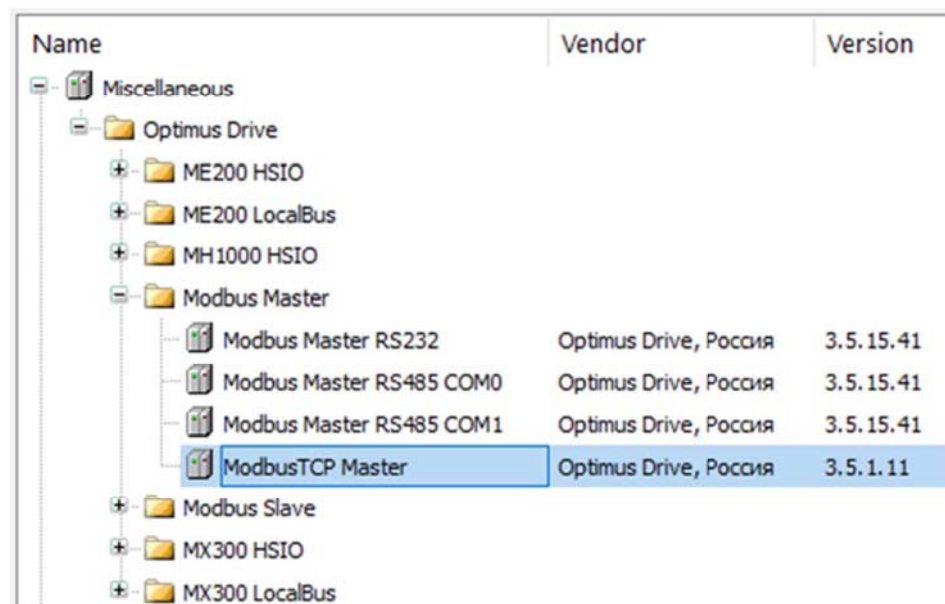 Name Vendor Version
Miscellaneous
Optimus Drive
ME200 HSIO
ME200 LocalBus
MH1000 HSIO
Modbus Master
Modbus Master RS232 Optimus Drive, Россия 3.5.15.41
Modbus Master RS485 COM0 Optimus Drive, Россия 3.5.15.41
Modbus Master RS485 COM1 Optimus Drive, Россия 3.5.15.41
ModbusTCP Master Optimus Drive, Россия 3.5.1.11
Modbus Slave
MX300 HSIO
MX300 LocalBus